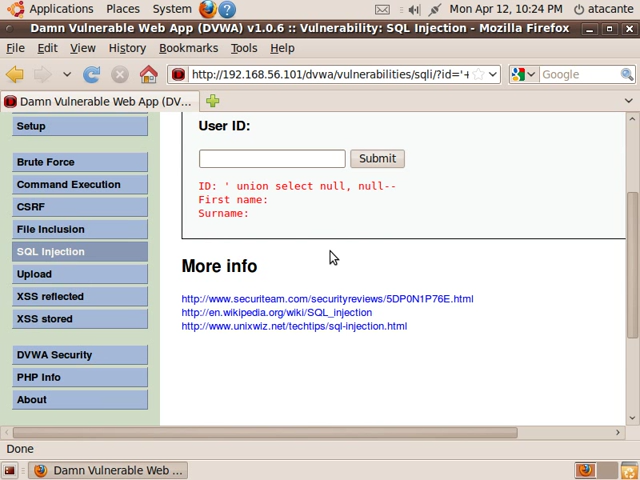 Applications Places System
Mon Apr 12, 10:24 PM
atacante
Damn Vulnerable Web App (DVWA) v1.0.6 :: Vulnerability: SQL Injection - Mozilla Firefox
File Edit View History Bookmarks Tools Help
http://192.168.56.101/dvwa/vulnerabilities/sqli/?id='+
Google
Damn Vulnerable Web App (DV...
Setup
Brute Force
Command Execution
CSRF
File Inclusion
SQL Injection
Upload
XSS reflected
XSS stored
DVWA Security
PHP Info
About
User ID:
Submit
ID: ' union select null, null--
First name:
Surname:
More info
http://www.securiteam.com/securityreviews/5DP0N1P76E.html
http://en.wikipedia.org/wiki/SQL_injection
http://www.unixwiz.net/techtips/sql-injection.html
Done
Damn Vulnerable Web ...